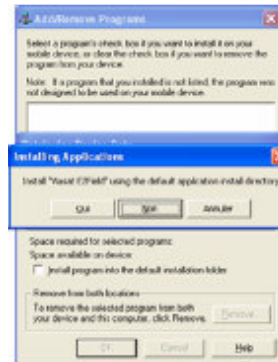 Add/Remove Programs
Select a program's check box if you want to install it on your
mobile device, or clear the check box if you want to remove the
program from your device.
Note: If a program that you installed is not listed, the program was
not designed to be used on your mobile device.
Installing Applications
Install "Viasat EZField" using the default application install directory
Oui
Non
Annuler
Space required for selected programs:
Space available on device:
Install program into the default installation folder
Remove from both locations
To remove the selected program from both
your device and this computer, click Remove.
Remove...
OK
Cancel
Help